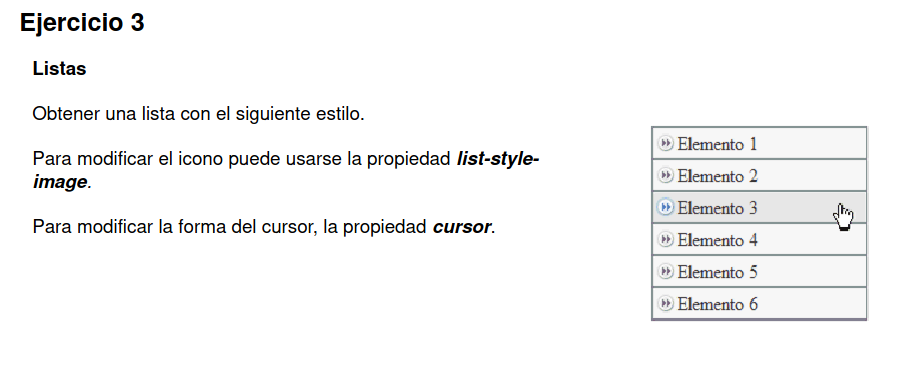 Ejercicio 3
Listas
Obtener una lista con el siguiente estilo.
Para modificar el icono puede usarse la propiedad list-style-
image.
Para modificar la forma del cursor, la propiedad cursor.
Elemento 1
Elemento 2
Elemento 3
Elemento 4
Elemento 5
Elemento 6